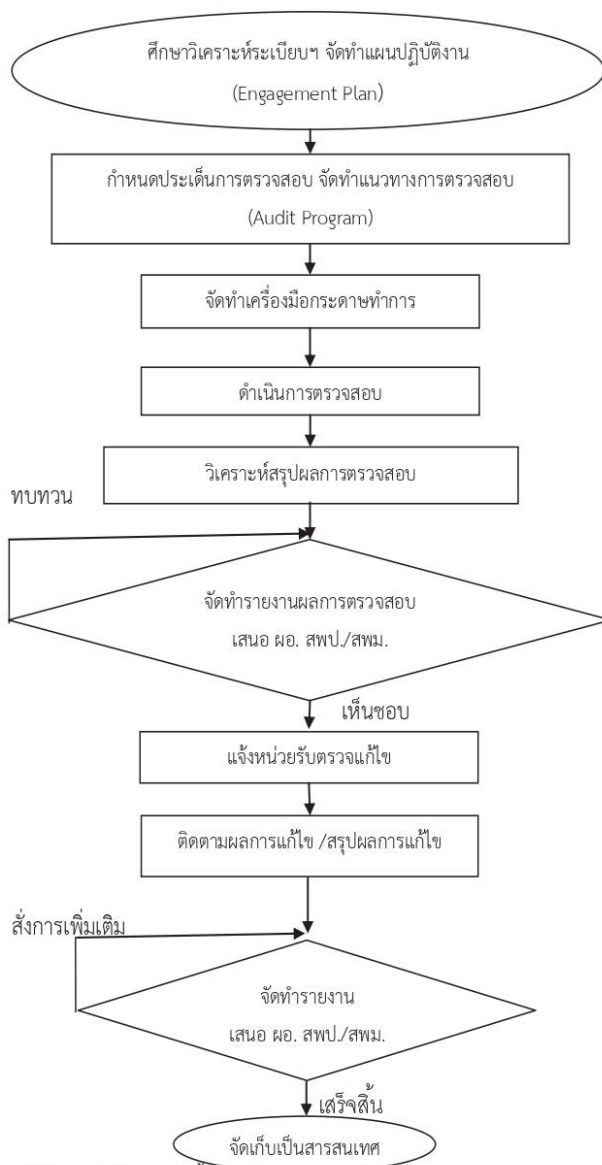 ศึกษาวิเคราะห์ระเบียบฯ จัดทำแผนปฏิบัติงาน
(Engagement Plan)
กำหนดประเด็นการตรวจสอบ จัดทำแนวทางการตรวจสอบ
(Audit Program)
จัดทำเครื่องมือกระดาษทำการ
ดำเนินการตรวจสอบ
วิเคราะห์สรุปผลการตรวจสอบ
ทบทวน
จัดทำรายงานผลการตรวจสอบ
เสนอ ผอ. สพป./สพม.
เห็นชอบ
แจ้งหน่วยรับตรวจแก้ไข
ติดตามผลการแก้ไข /สรุปผลการแก้ไข
สั่งการเพิ่มเติม
จัดทำรายงาน
เสนอ ผอ. สพป./สพม.
เสร็จสิ้น
จัดเก็บเป็นสารสนเทศ